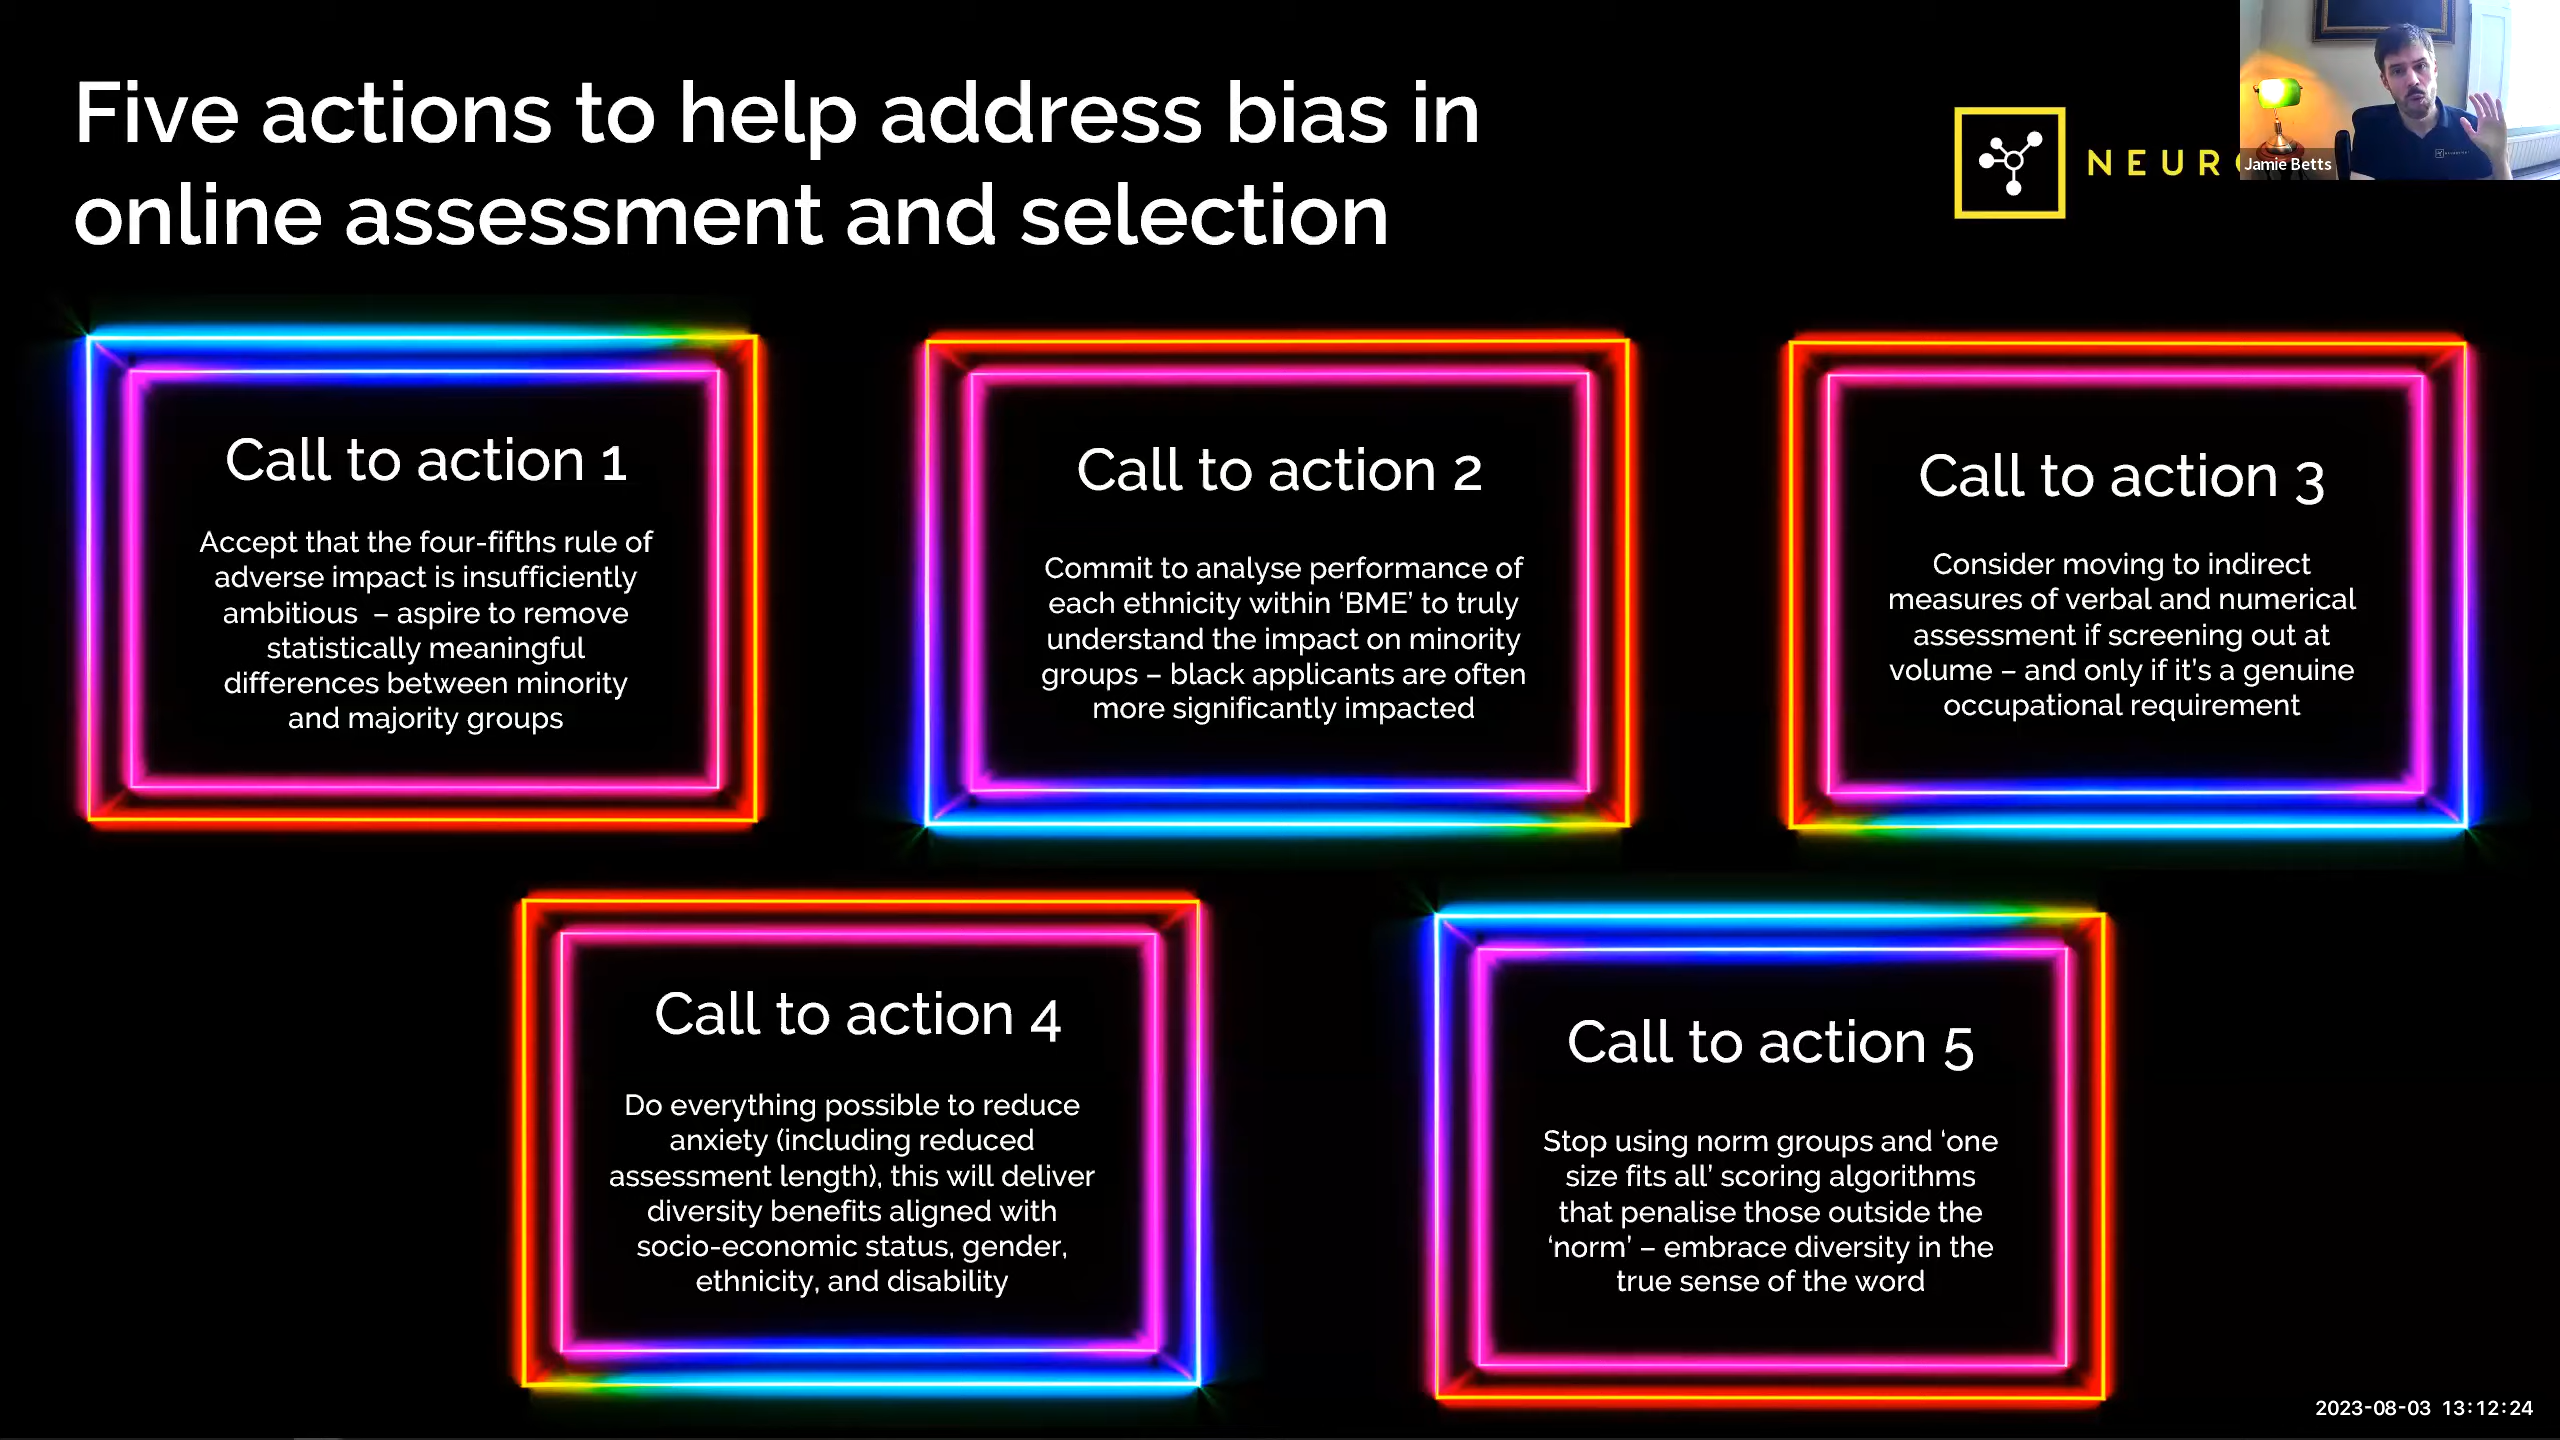 Five actions to help address bias in
online assessment and selection
NEUR
Jamie Betts
Call to action 1
Accept that the four-fifths rule of
adverse impact is insufficiently
ambitious – aspire to remove
statistically meaningful
differences between minority
and majority groups
Call to action 2
Commit to analyse performance of
each ethnicity within ‘BME’ to truly
understand the impact on minority
groups – black applicants are often
more significantly impacted
Call to action 3
Consider moving to indirect
measures of verbal and numerical
assessment if screening out at
volume – and only if it’s a genuine
occupational requirement
Call to action 4
Do everything possible to reduce
anxiety (including reduced
assessment length), this will deliver
diversity benefits aligned with
socio-economic status, gender,
ethnicity, and disability
Call to action 5
Stop using norm groups and ‘one
size fits all’ scoring algorithms
that penalise those outside the
‘norm’ – embrace diversity in the
true sense of the word
2023-08-03 13:12:24